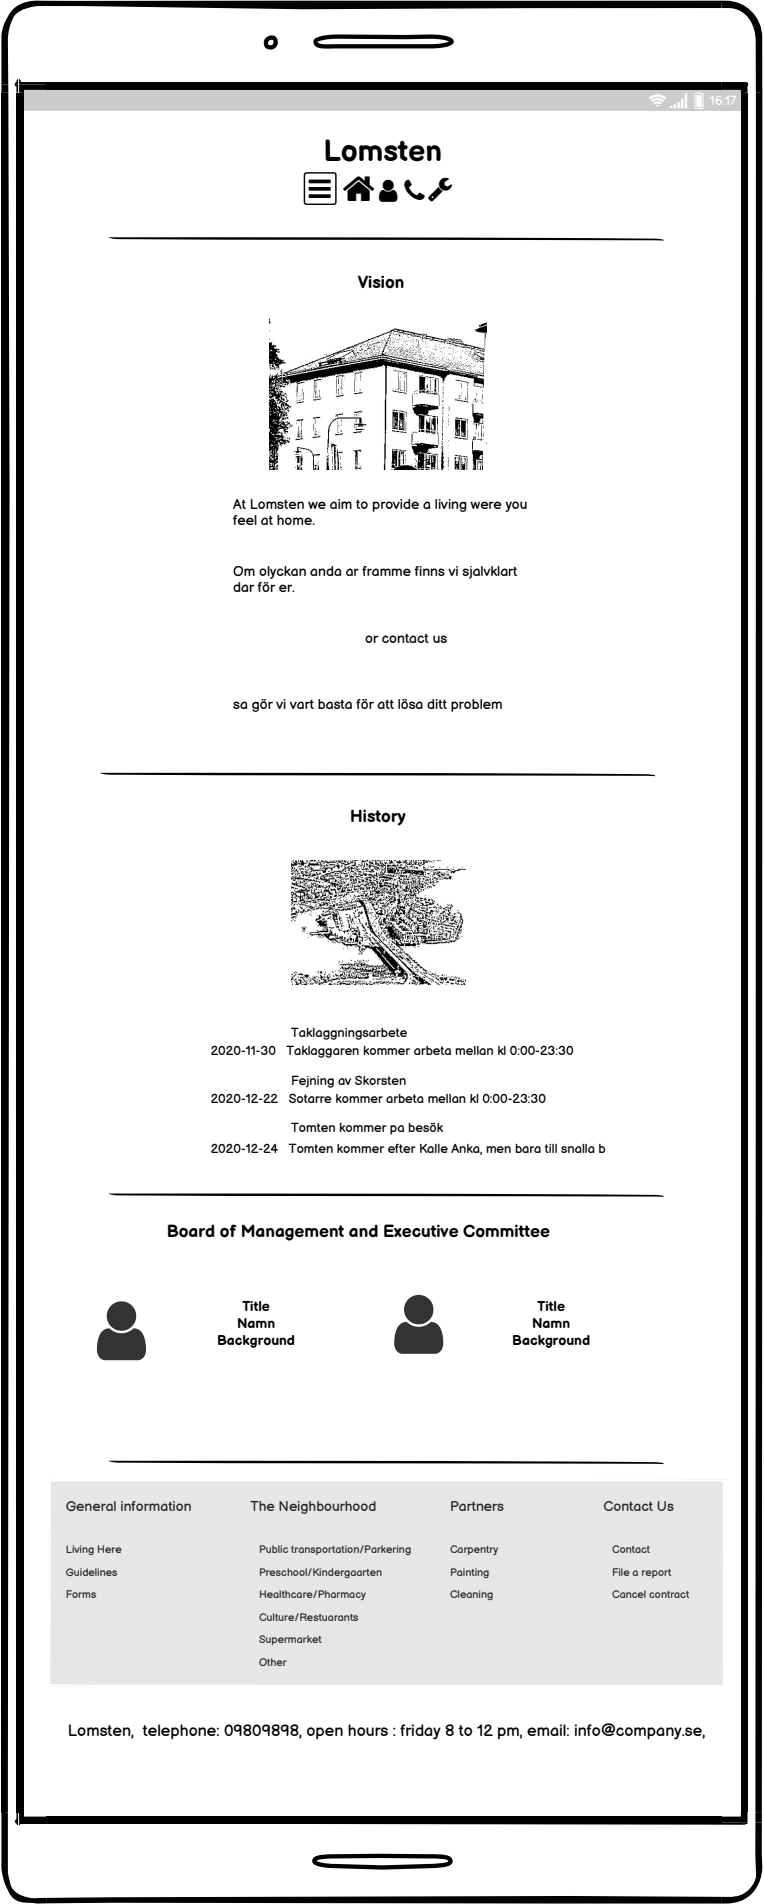 16:17
Lomsten
Vision
At Lomsten we aim to provide a living were you
feel at home.
Om olyckan anda ar framme finns vi sjalvklart
dar för er.
or contact us
sa gör vi vart basta för att lösa ditt problem
History
Taklaggningsarbete
2020-11-30 Taklaggaren kommer arbeta mellan kl 0:00-23:30
Fejning av Skorsten
2020-12-22 Sotarre kommer arbeta mellan kl 0:00-23:30
Tomten kommer pa besök
2020-12-24 Tomten kommer efter Kalle Anka, men bara till snalla b
Board of Management and Executive Committee
Title
Namn
Background
Title
Namn
Background
General information
Living Here
Guidelines
Forms
The Neighbourhood
Public transportation/Parkering
Preschool/Kindergaarten
Healthcare/Pharmacy
Culture/Restuarants
Supermarket
Other
Partners
Carpentry
Painting
Cleaning
Contact Us
Contact
File a report
Cancel contract
Lomsten, telephone: 09809898, open hours : friday 8 to 12 pm, email: info@company.se,